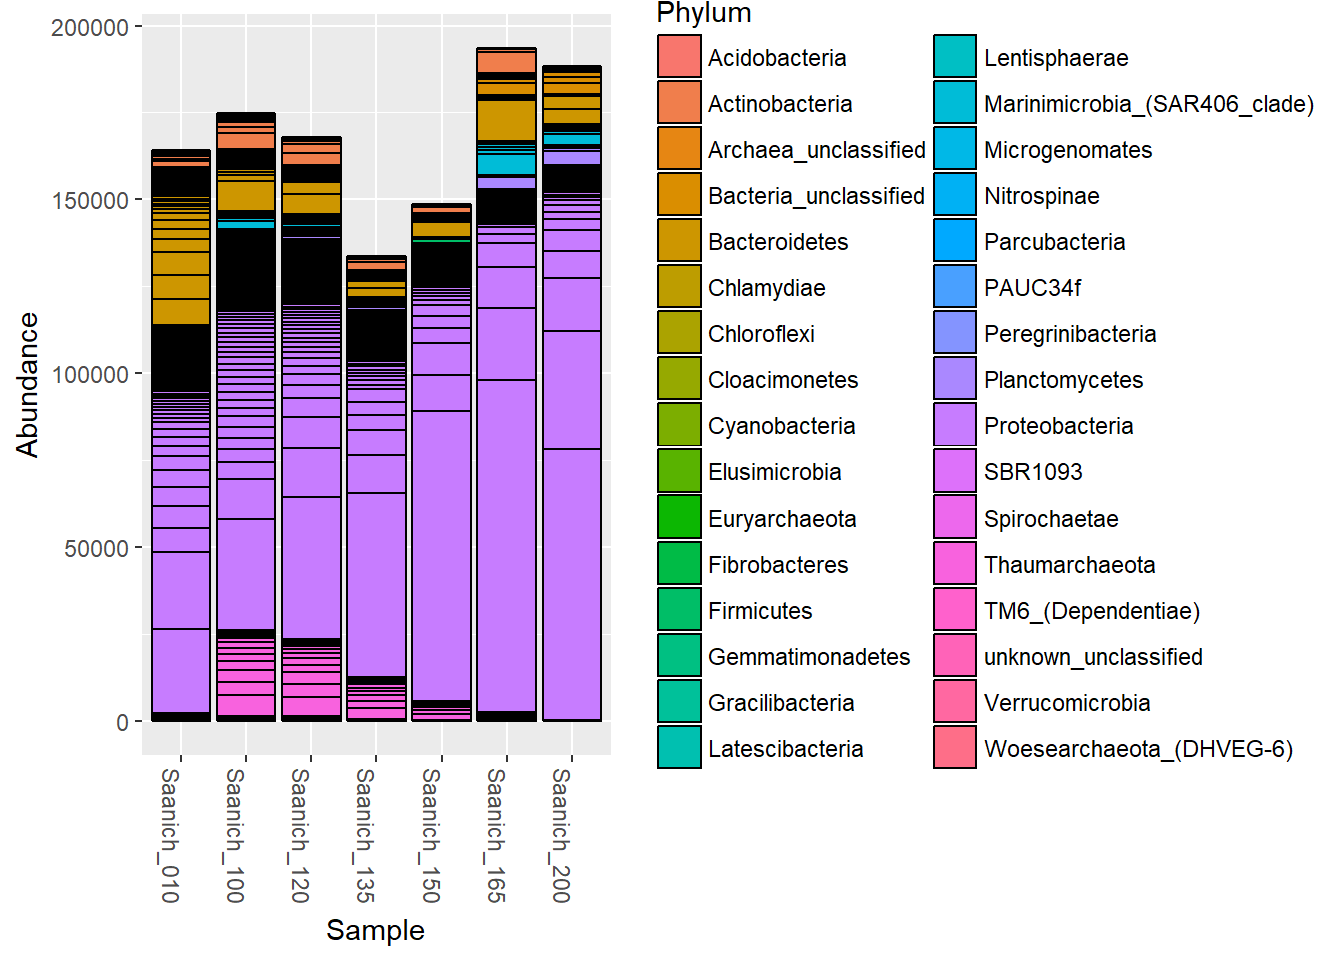 Abundance
200000
150000
100000
50000
0
Saanich_010
Saanich_100
Saanich_120
Saanich_135
Saanich_150
Saanich_165
Saanich_200
Sample
Phylum
Acidobacteria
Actinobacteria
Archaea_unclassified
Bacteria_unclassified
Bacteroidetes
Chlamydiae
Chloroflexi
Cloacimonetes
Cyanobacteria
Elusimicrobia
Euryarchaeota
Fibrobacteres
Firmicutes
Gemmatimonadetes
Gracilibacteria
Latescibacteria
Lentisphaerae
Marinimicrobia_(SAR406_clade)
Microgenomates
Nitrospinae
Parcubacteria
PAUC34f
Peregrinibacteria
Planctomycetes
Proteobacteria
SBR1093
Spirochaetae
Thaumarchaeota
TM6_(Dependentiae)
unknown_unclassified
Verrucomicrobia
Woesearchaeota_(DHVEG-6)